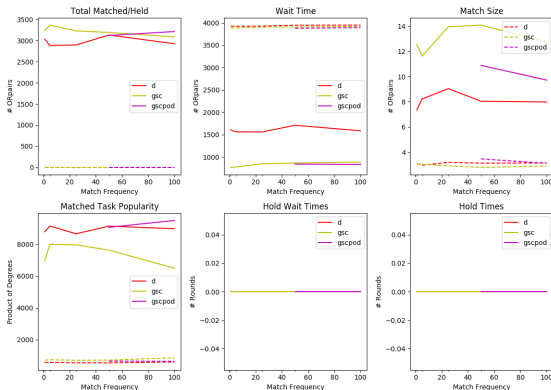 Total Matched/Held
# ORpairs
3500
3000
2500
2000
1500
1000
500
0
d
gsc
gscpod
0 20 40 60 80 100
Match Frequency
Wait Time
# ORpairs
4000
3500
3000
2500
2000
1500
1000
d
gsc
gscpod
0 20 40 60 80 100
Match Frequency
Match Size
# ORpairs
14
12
10
8
6
4
d
gsc
gscpod
0 20 40 60 80 100
Match Frequency
Matched Task Popularity
Product of Degrees
8000
6000
4000
2000
d
gsc
gscpod
0 20 40 60 80 100
Match Frequency
Hold Wait Times
# Rounds
0.04
0.02
0.00
−0.02
−0.04
d
gsc
gscpod
0 20 40 60 80 100
Match Frequency
Hold Times
# Rounds
0.04
0.02
0.00
−0.02
−0.04
d
gsc
gscpod
0 20 40 60 80 100
Match Frequency